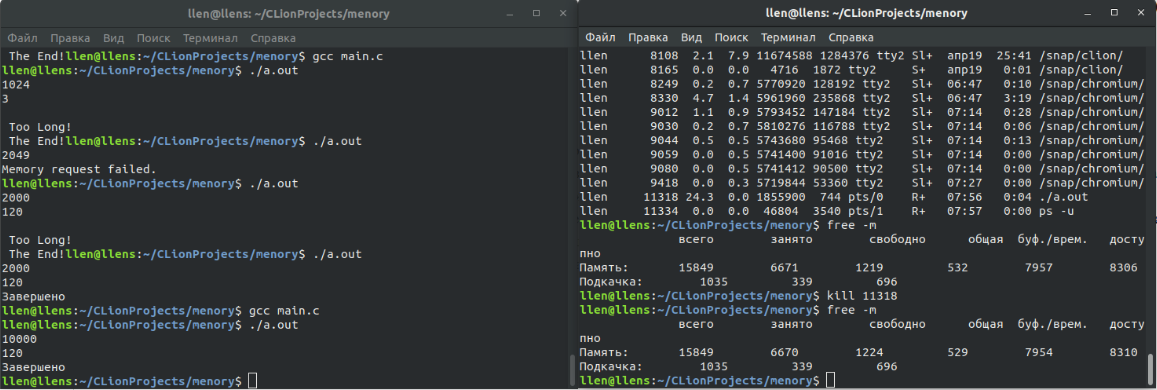 llen@llens: ~/CLionProjects/menory
Файл Правка Вид Поиск Терминал Справка
 The End!llen@llens:~/CLionProjects/menory$ gcc main.c
llen@llens:~/CLionProjects/menory$ ./a.out
1024
3

 Too Long!
 The End!llen@llens:~/CLionProjects/menory$ ./a.out
2049
Memory request failed.
llen@llens:~/CLionProjects/menory$ ./a.out
2000
120

 Too Long!
 The End!llen@llens:~/CLionProjects/menory$ ./a.out
2000
120
Завершено
llen@llens:~/CLionProjects/menory$ gcc main.c
llen@llens:~/CLionProjects/menory$ ./a.out
10000
120
Завершено
llen@llens:~/CLionProjects/menory$
llen@llens: ~/CLionProjects/menory
Файл Правка Вид Поиск Терминал Справка
llen 8108 2.1 7.9 11674588 1284376 tty2 Sl+ апр19 25:41 /snap/clion/
llen 8165 0.0 0.0 4716 1872 tty2 S+ апр19 0:01 /snap/clion/
llen 8249 0.2 0.7 5770920 128192 tty2 Sl+ 06:47 0:10 /snap/chromium/
llen 8330 4.7 1.4 5961960 235868 tty2 Sl+ 06:47 3:19 /snap/chromium/
llen 9012 1.1 0.9 5793452 147184 tty2 Sl+ 07:14 0:28 /snap/chromium/
llen 9030 0.2 0.7 5810276 116788 tty2 Sl+ 07:14 0:06 /snap/chromium/
llen 9044 0.5 0.5 5743680 95468 tty2 Sl+ 07:14 0:13 /snap/chromium/
llen 9059 0.0 0.5 5741400 91016 tty2 Sl+ 07:14 0:00 /snap/chromium/
llen 9080 0.0 0.5 5741412 90500 tty2 Sl+ 07:14 0:00 /snap/chromium/
llen 9418 0.0 0.3 5719844 53360 tty2 Sl+ 07:27 0:00 /snap/chromium/
llen 11318 24.3 0.0 1855900 744 pts/0 R+ 07:56 0:04 ./a.out
llen 11334 0.0 0.0 46804 3540 pts/1 R+ 07:57 0:00 ps -u
llen@llens:~/CLionProjects/menory$ free -m
всего занято свободно общая буф./врем. досту
пно
Память: 15849 6671 1219 532 7957 8306
Подкачка: 1035 339 696
llen@llens:~/CLionProjects/menory$ kill 11318
llen@llens:~/CLionProjects/menory$ free -m
всего занято свободно общая буф./врем. досту
пно
Память: 15849 6670 1224 529 7954 8310
Подкачка: 1035 339 696
llen@llens:~/CLionProjects/menory$